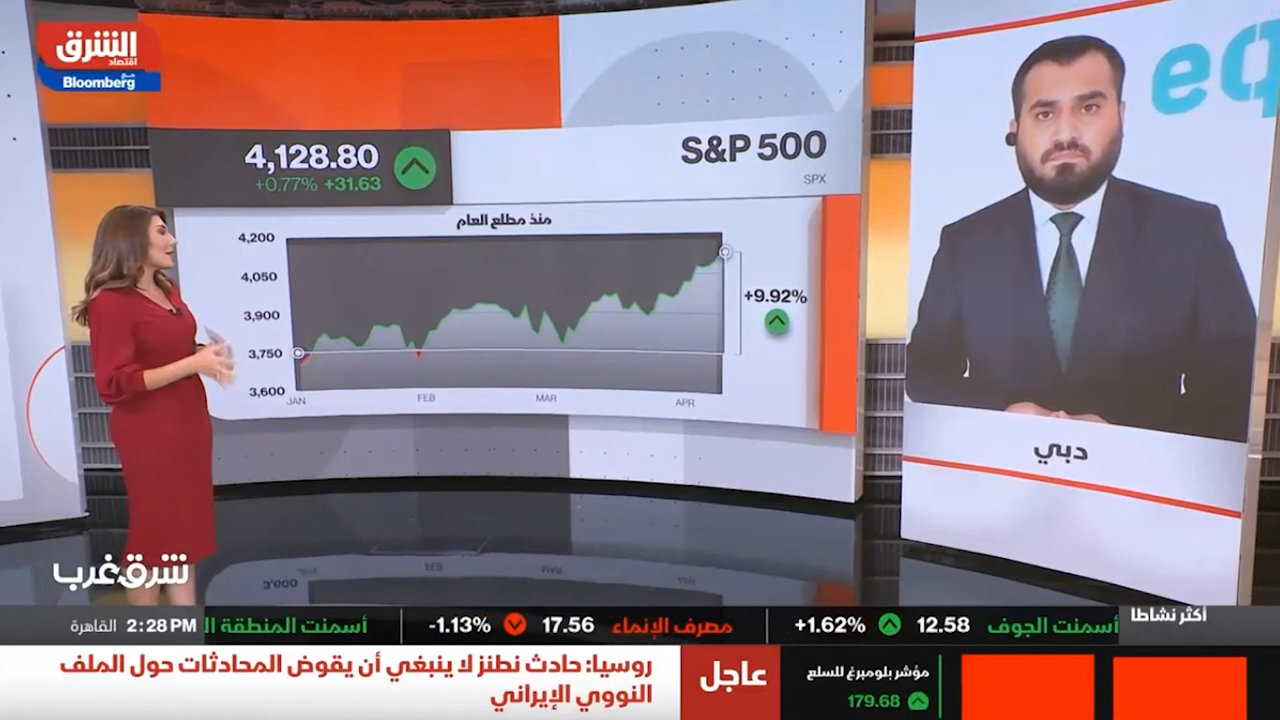 الشرق
اقتصاد
مع
Bloomberg
4,128.80
+0.77% +31.63
S&P 500
SPX
منذ مطلع العام
4,200
4,050
3,900
3,750
3,600
JAN
FEB
MAR
APR
+9.92%
eq
دبي
شرق غرب
أكثر نشاطا
أسمنت الجوف 12.58 +1.62%
مصرف الإنماء 17.56 -1.13%
أسمنت المنطقة ال
2:28 PM القاهرة
مؤشر بلومبرغ للسلع
179.68
عاجل
روسيا: حادث نطنز لا ينبغي أن يقوض المحادثات حول الملف
النووي الإيراني